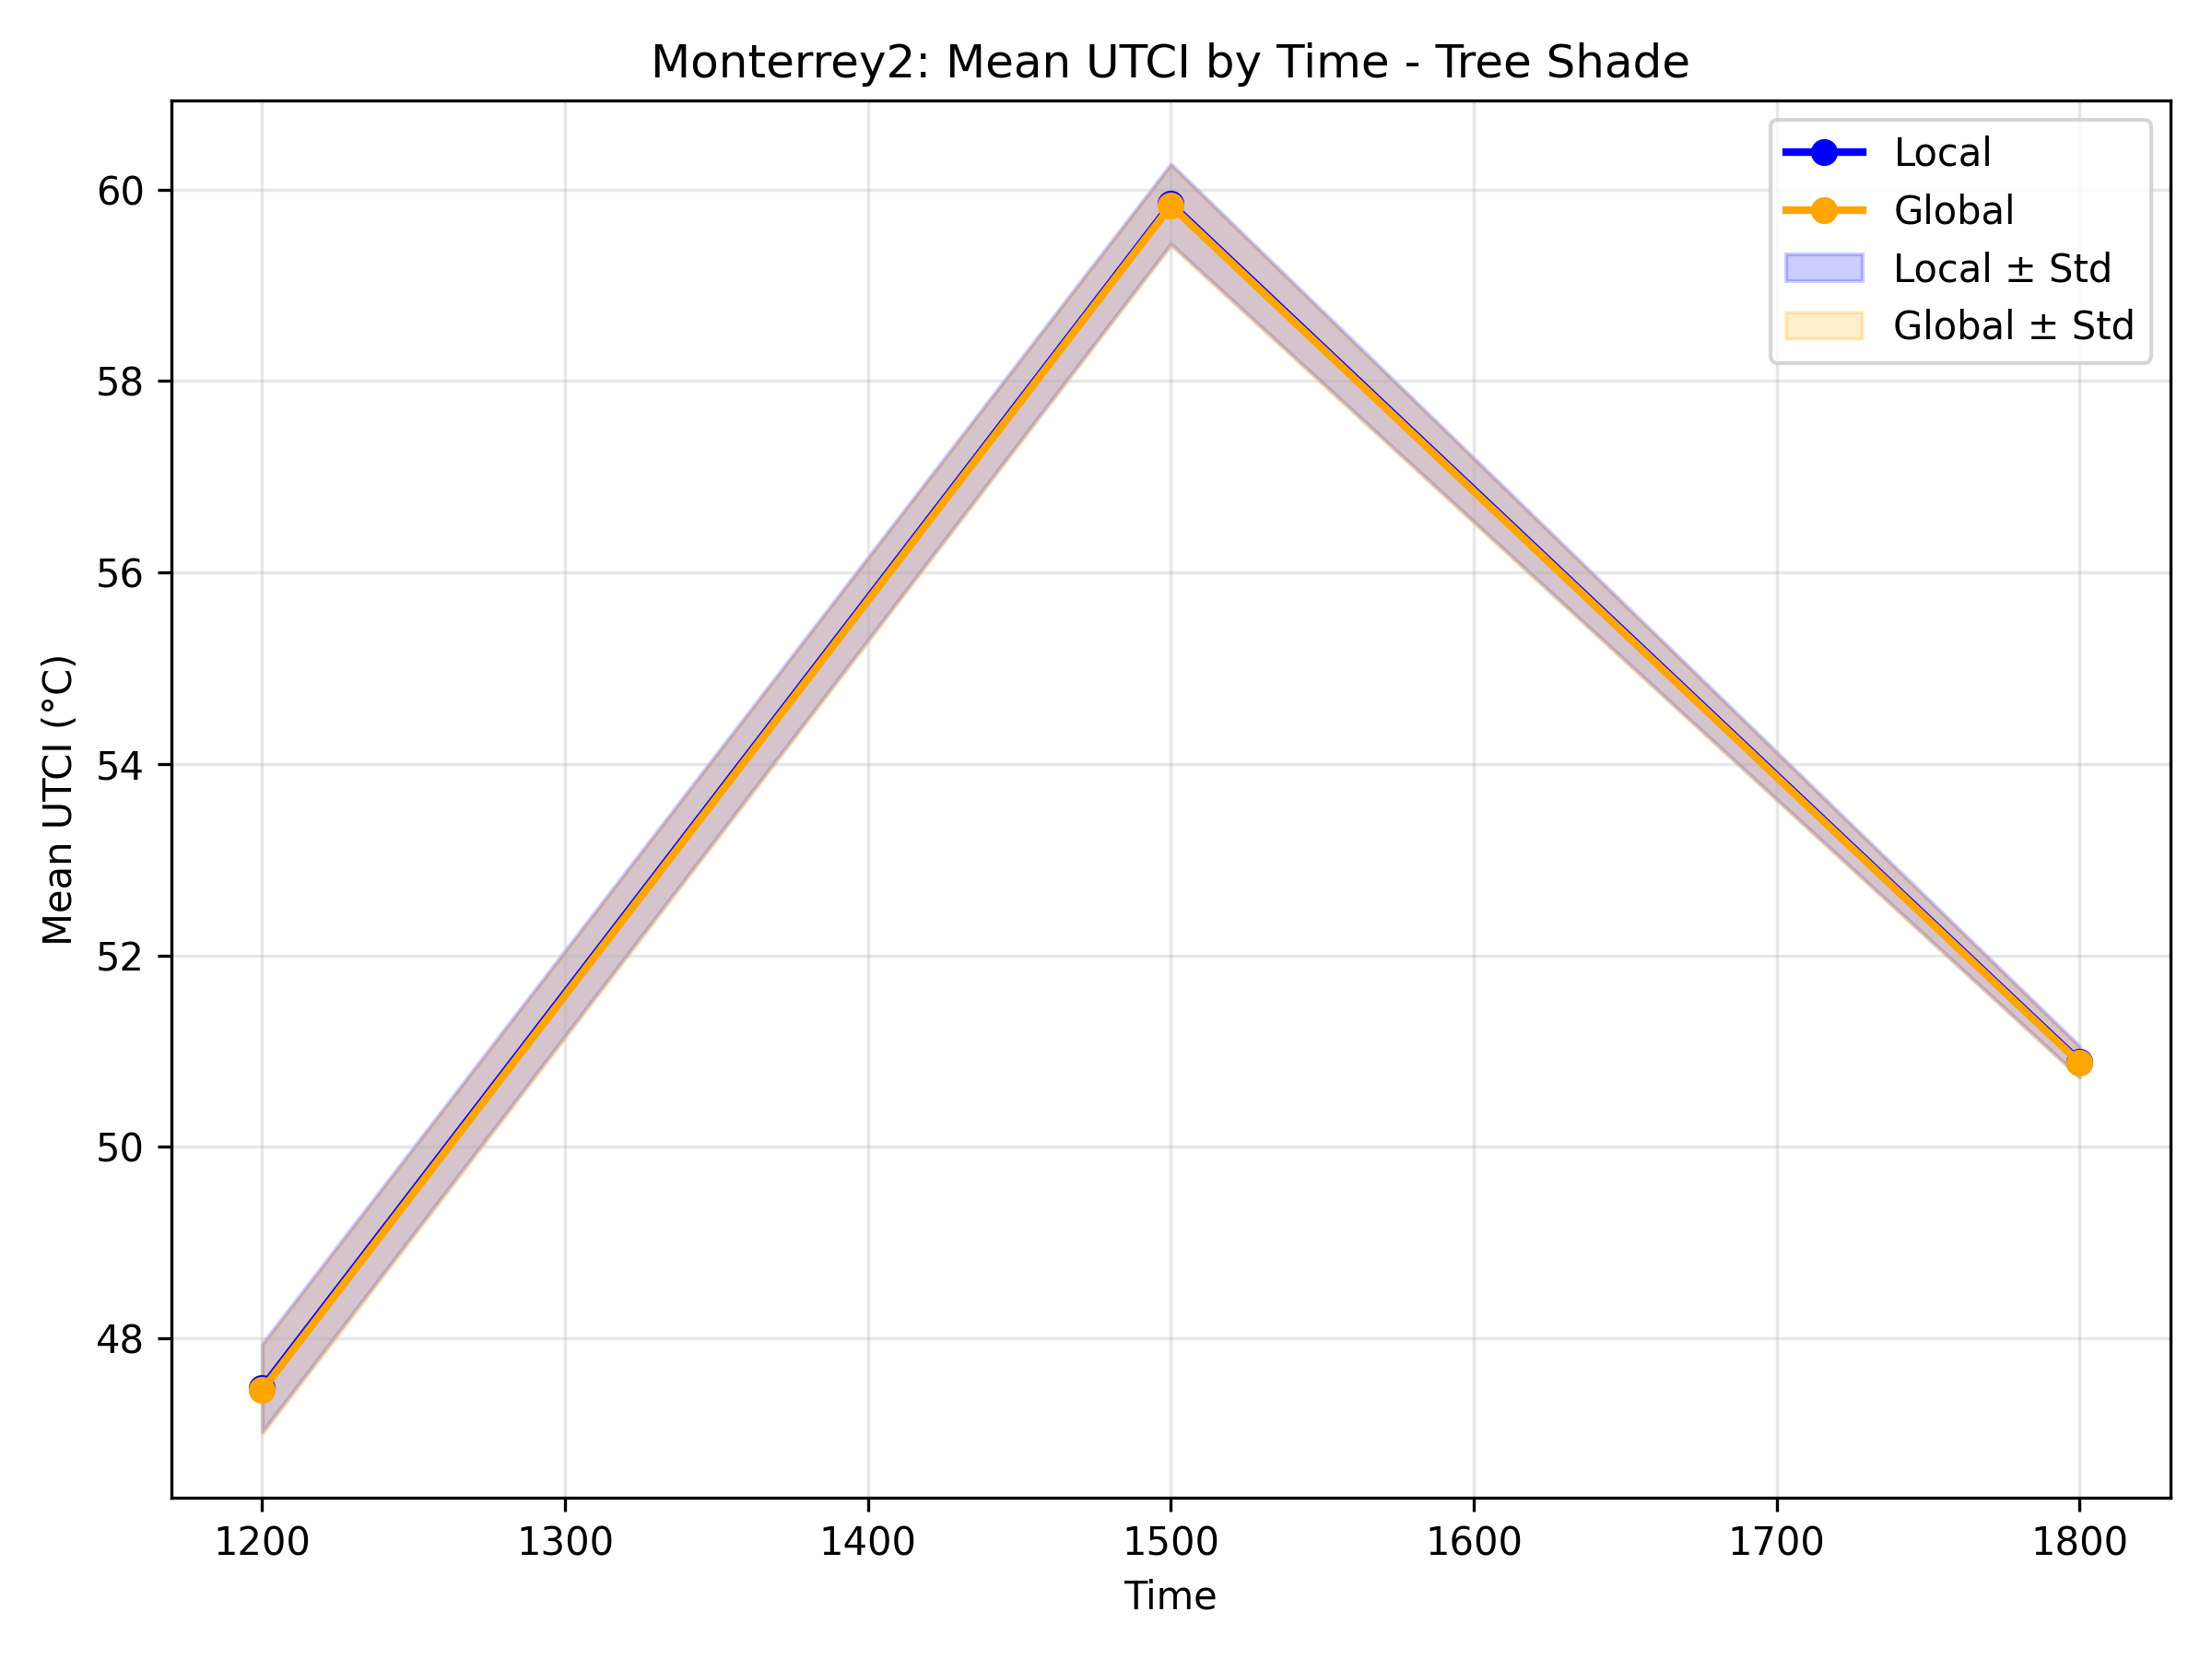 Monterrey2: Mean UTCI by Time - Tree Shade
Local
Global
Local ± Std
Global ± Std
Mean UTCI (°C)
60
58
56
54
52
50
48
1200 1300 1400 1500 1600 1700 1800
Time